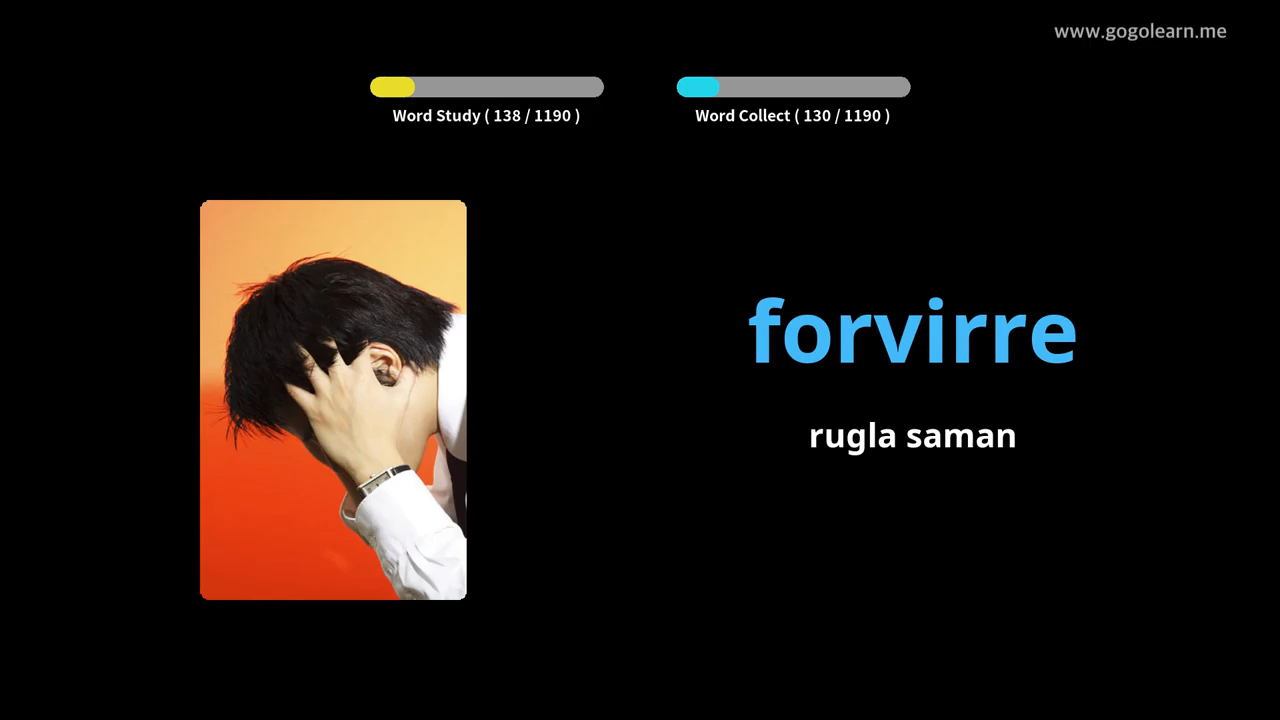 www.gogolearn.me
Word Study ( 138 / 1190 )
Word Collect ( 130 / 1190 )
forvirre
rugla saman